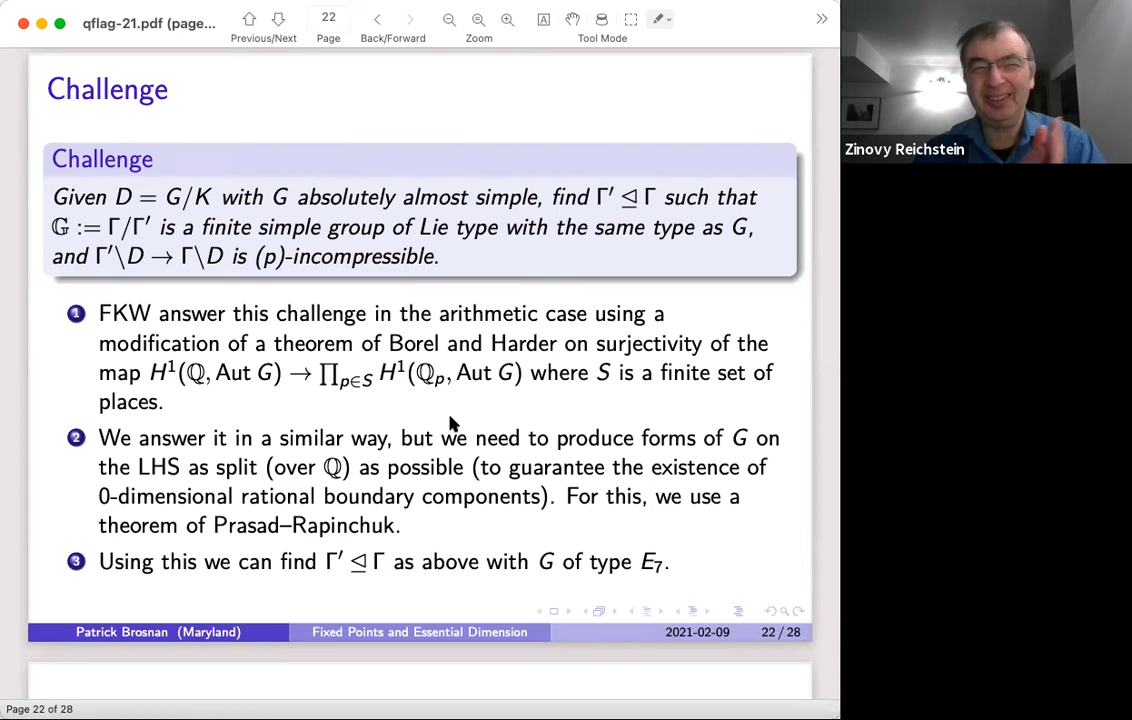 qflag-21.pdf (page...
22
Previous/Next
Page
Back/Forward
Zoom
Tool Mode
Challenge
Challenge
Given D = G/K with G absolutely almost simple, find Γ′ ⊴ Γ such that
𝔾 := Γ/Γ′ is a finite simple group of Lie type with the same type as G,
and Γ′\D → Γ\D is (p)-incompressible.
1 FKW answer this challenge in the arithmetic case using a
modification of a theorem of Borel and Harder on surjectivity of the
map H¹(ℚ, Aut G) → ∏_{p∈S} H¹(ℚ_p, Aut G) where S is a finite set of
places.
2 We answer it in a similar way, but we need to produce forms of G on
the LHS as split (over ℚ) as possible (to guarantee the existence of
0-dimensional rational boundary components). For this, we use a
theorem of Prasad–Rapinchuk.
3 Using this we can find Γ′ ⊴ Γ as above with G of type E₇.
Patrick Brosnan (Maryland)
Fixed Points and Essential Dimension
2021-02-09
22 / 28
Page 22 of 28
Zinovy Reichstein